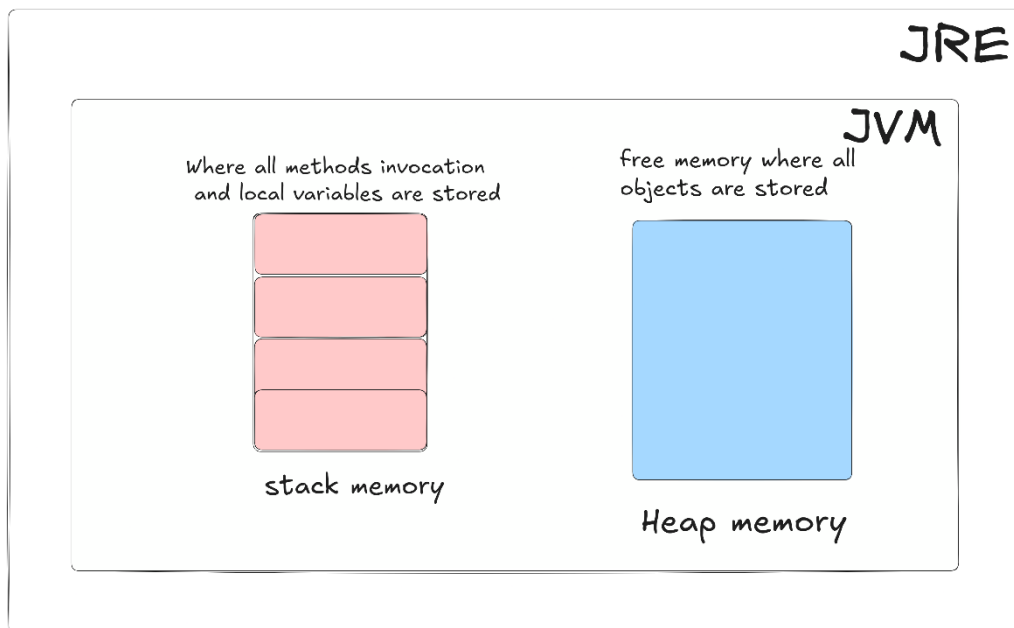 JRE
JVM
Where all methods invocation
and local variables are stored
free memory where all
objects are stored
stack memory
Heap memory